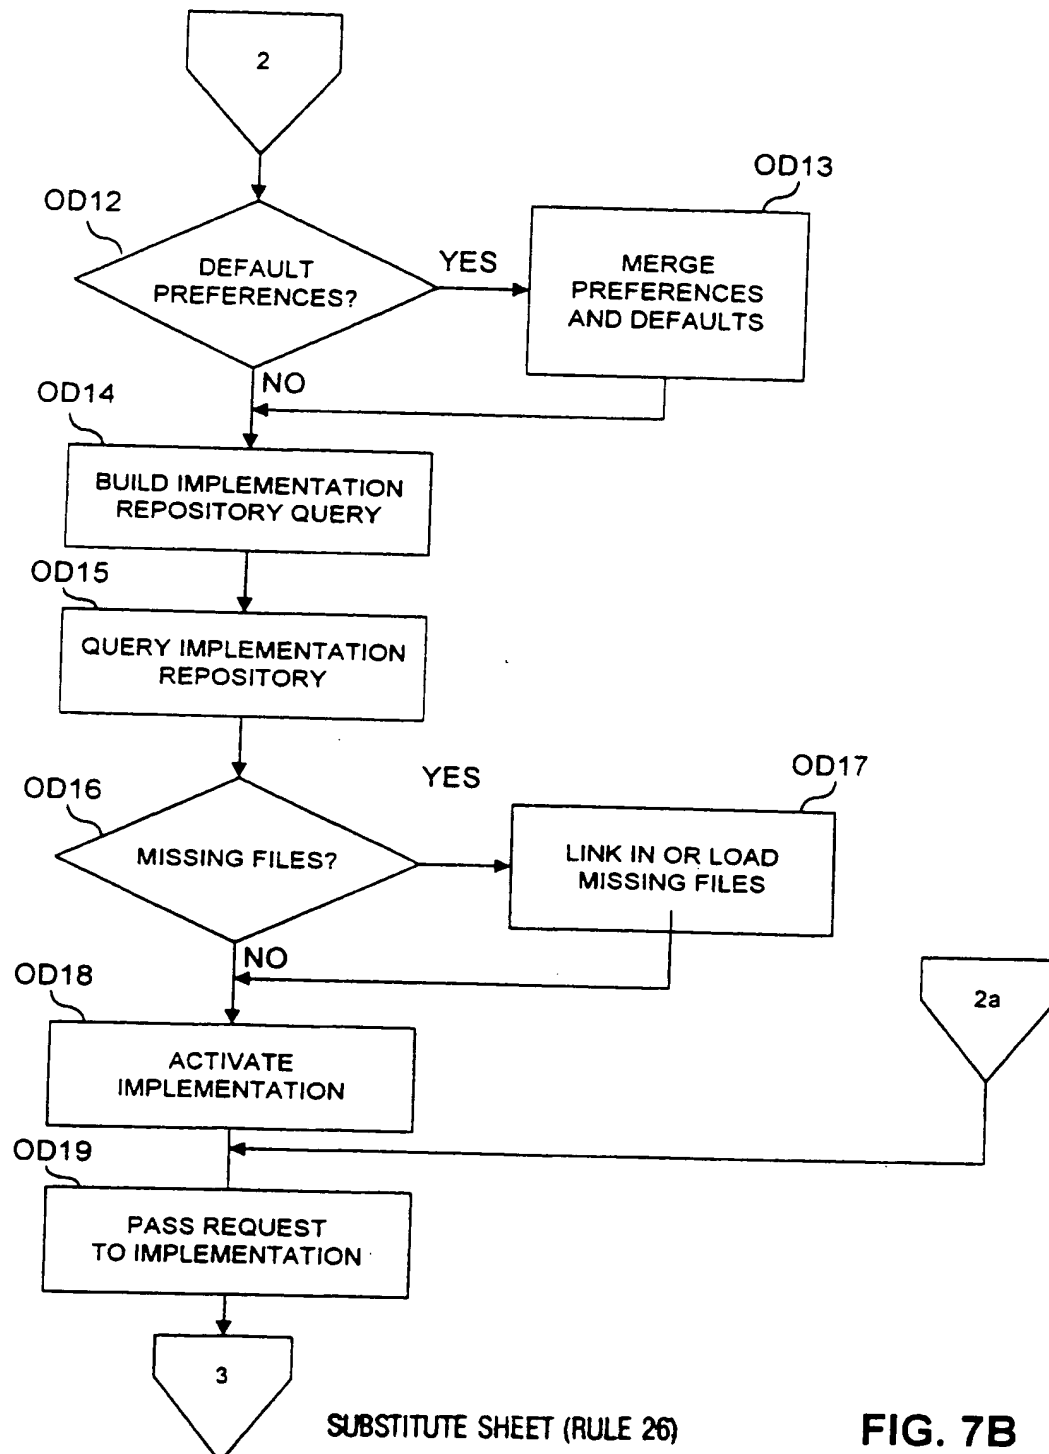 2
OD12
DEFAULT
PREFERENCES?
YES
OD13
MERGE
PREFERENCES
AND DEFAULTS
NO
OD14
BUILD IMPLEMENTATION
REPOSITORY QUERY
OD15
QUERY IMPLEMENTATION
REPOSITORY
OD16
MISSING FILES?
YES
OD17
LINK IN OR LOAD
MISSING FILES
NO
OD18
ACTIVATE
IMPLEMENTATION
2a
OD19
PASS REQUEST
TO IMPLEMENTATION
3
SUBSTITUTE SHEET (RULE 26)
FIG. 7B